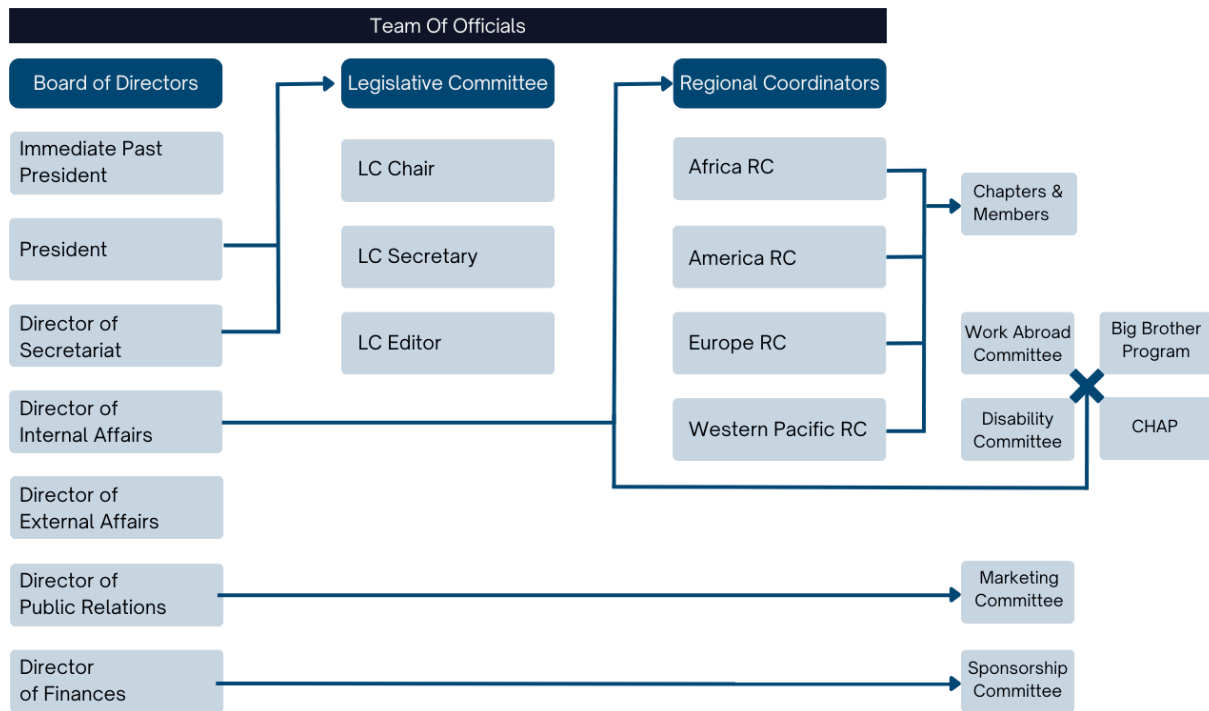 Team Of Officials
Board of Directors
Legislative Committee
Regional Coordinators
Immediate Past
President
President
Director of
Secretariat
Director of
Internal Affairs
Director of
External Affairs
Director of
Public Relations
Director
of Finances
LC Chair
LC Secretary
LC Editor
Africa RC
America RC
Europe RC
Western Pacific RC
Chapters &
Members
Work Abroad
Committee
Big Brother
Program
Disability
Committee
CHAP
Marketing
Committee
Sponsorship
Committee